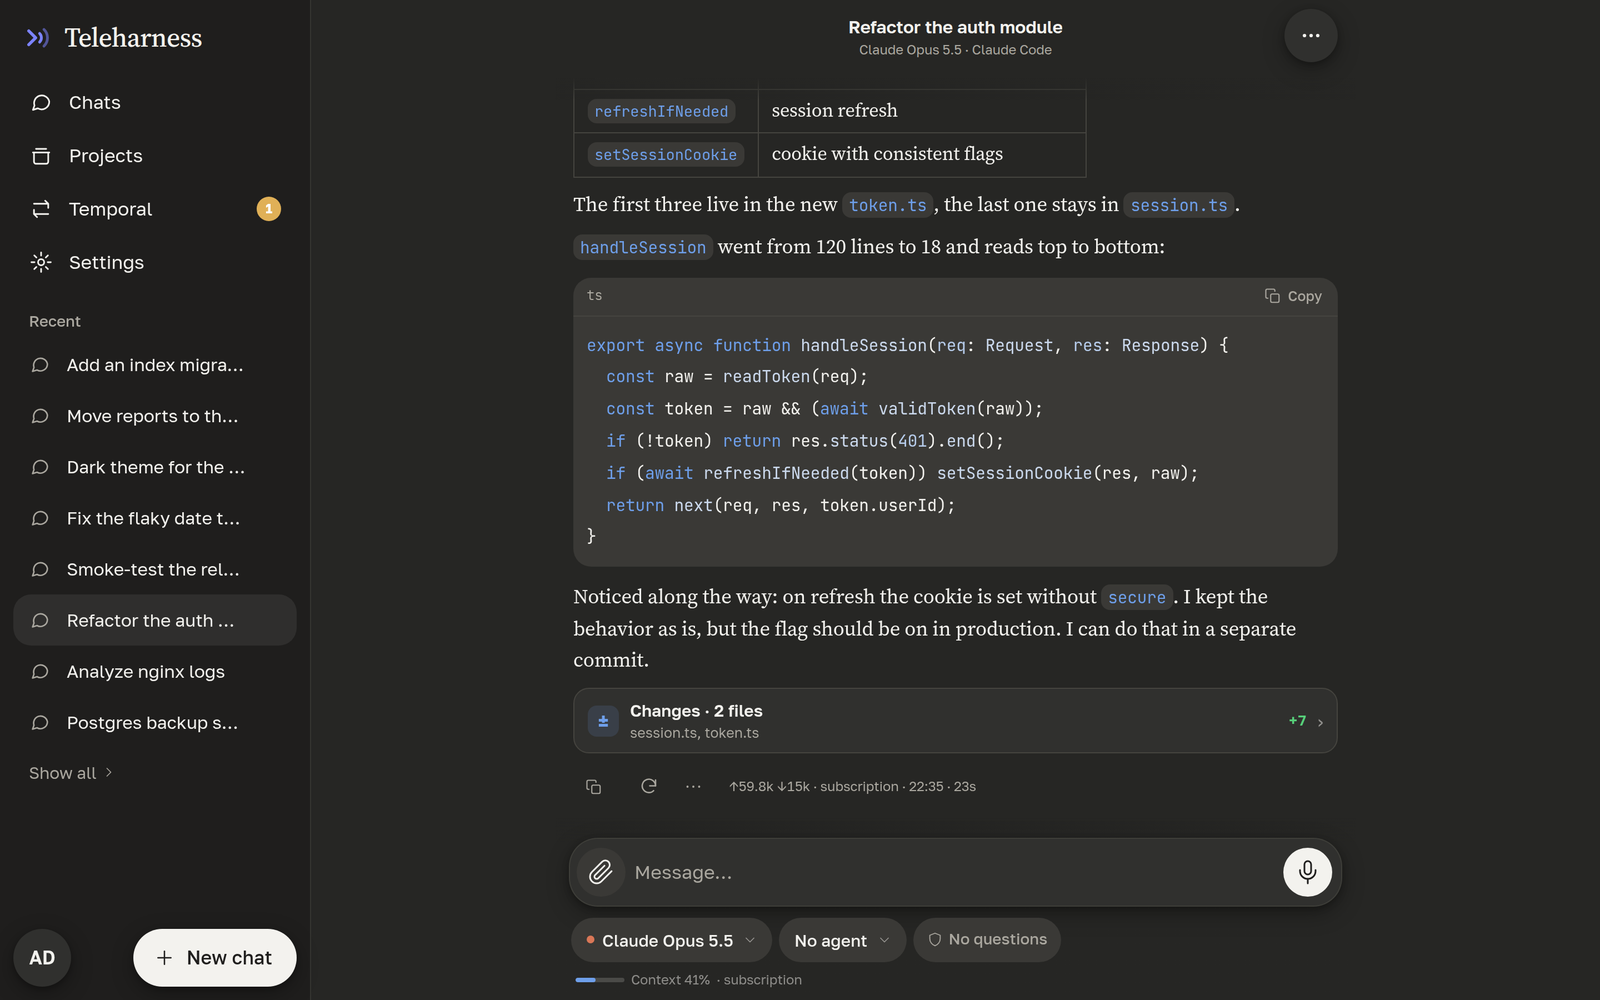 Teleharness
Chats
Projects
Temporal 1
Settings
Recent
Add an index migra...
Move reports to th...
Dark theme for the ...
Fix the flaky date t...
Smoke-test the rel...
Refactor the auth ...
Analyze nginx logs
Postgres backup s...
Show all
AD
+ New chat
Refactor the auth module
Claude Opus 5.5 · Claude Code
refreshIfNeeded session refresh
setSessionCookie cookie with consistent flags
The first three live in the new token.ts, the last one stays in session.ts.
handleSession went from 120 lines to 18 and reads top to bottom:
ts Copy
export async function handleSession(req: Request, res: Response) {
  const raw = readToken(req);
  const token = raw && (await validToken(raw));
  if (!token) return res.status(401).end();
  if (await refreshIfNeeded(token)) setSessionCookie(res, raw);
  return next(req, res, token.userId);
}
Noticed along the way: on refresh the cookie is set without secure. I kept the
behavior as is, but the flag should be on in production. I can do that in a separate
commit.
Changes · 2 files
session.ts, token.ts
+7
↑59.8k ↓15k · subscription · 22:35 · 23s
Message...
Claude Opus 5.5
No agent
No questions
Context 41% · subscription